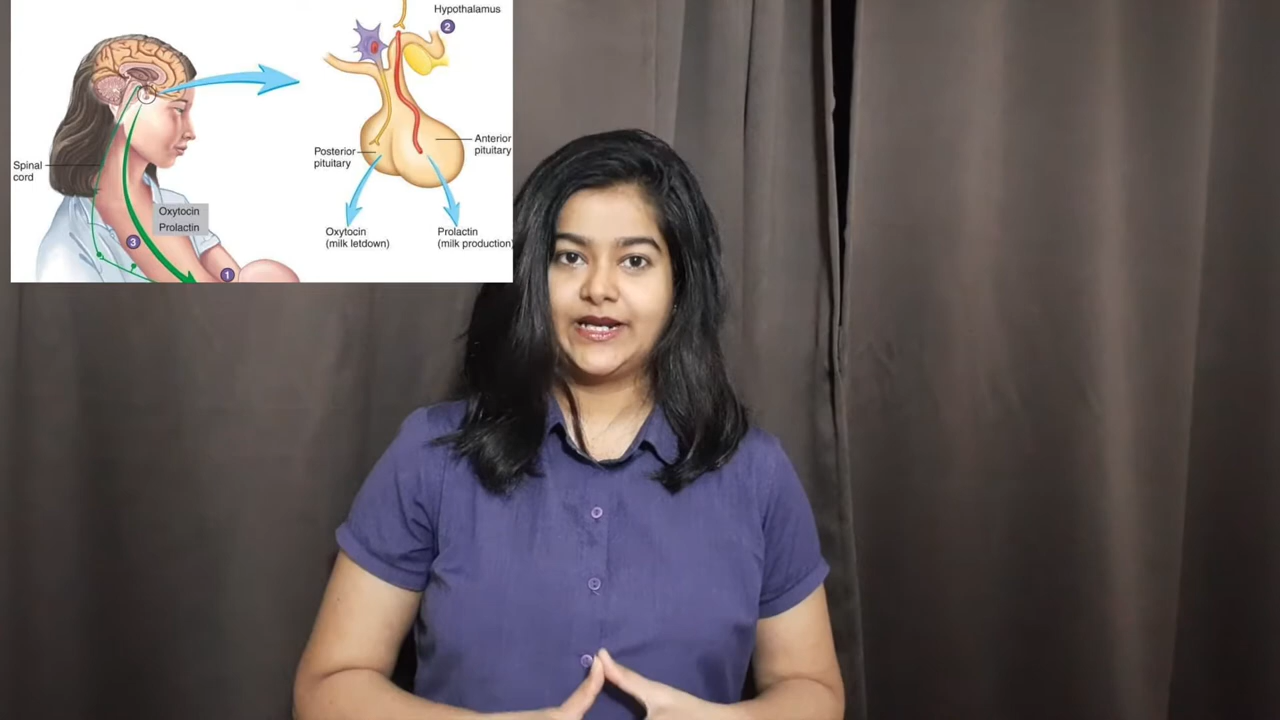 Hypothalamus
2
Spinal
cord
Posterior
pituitary
Anterior
pituitary
Oxytocin
Prolactin
3
1
Oxytocin
(milk letdown)
Prolactin
(milk production)